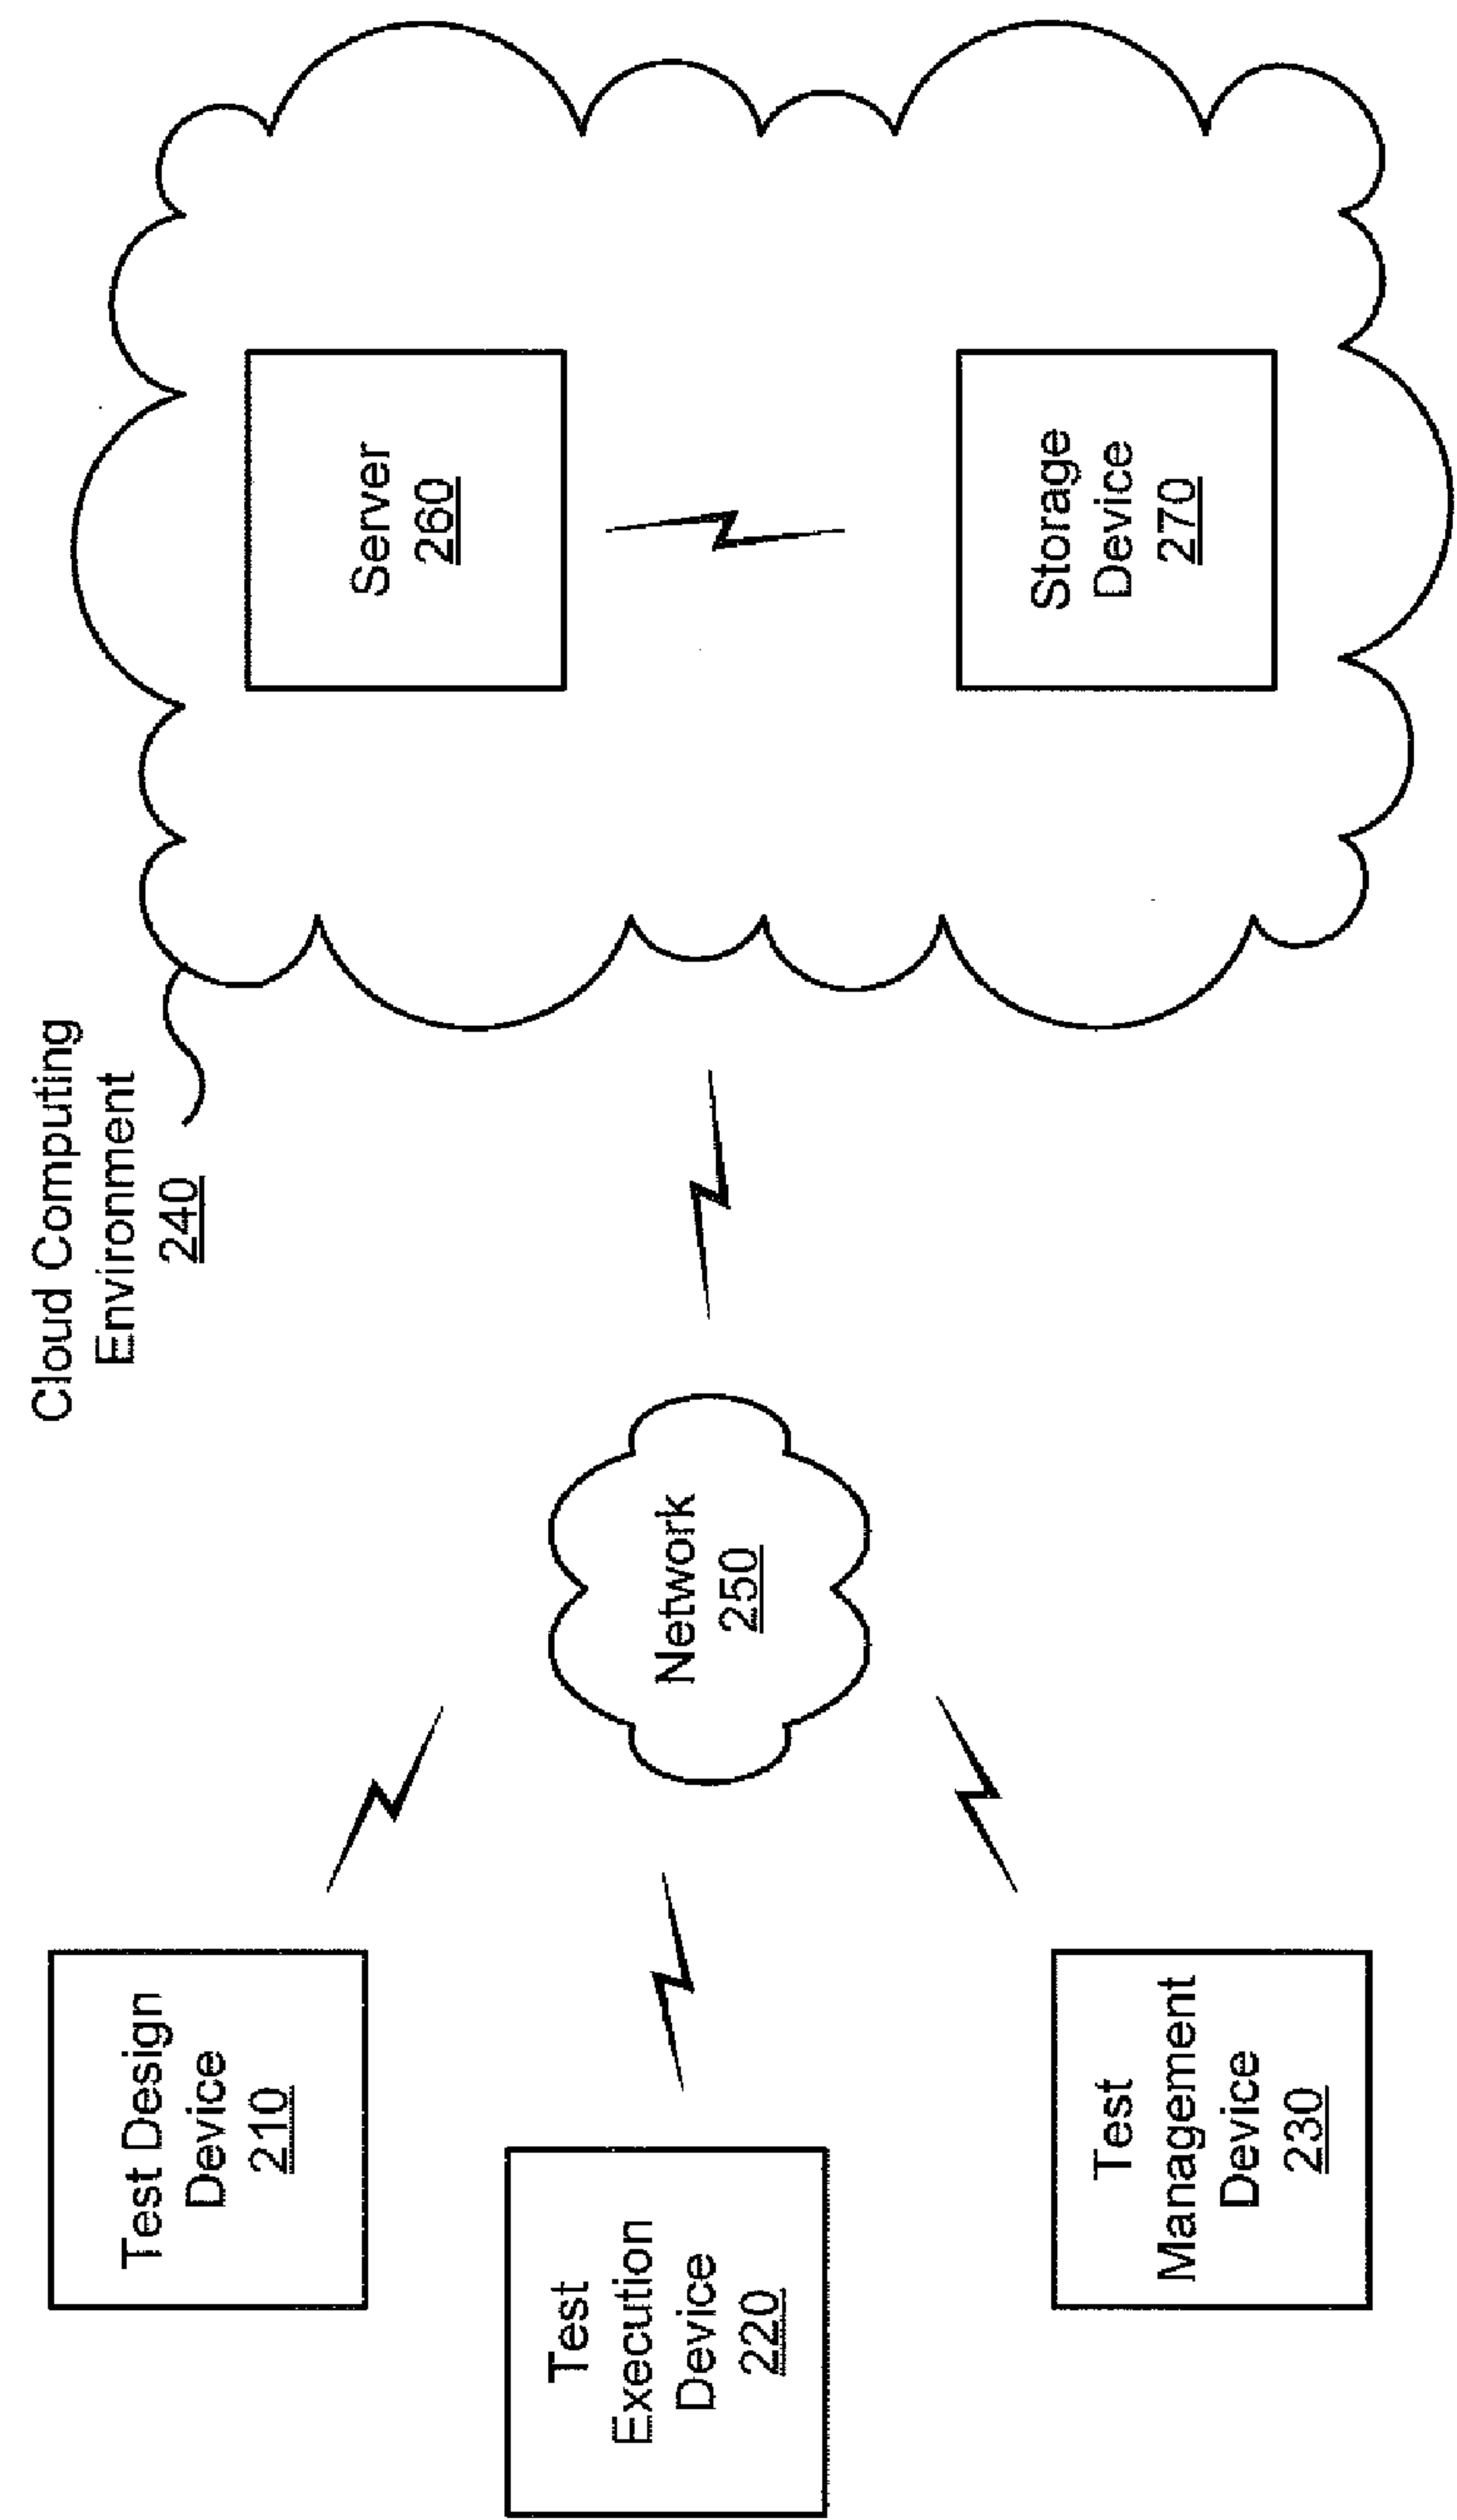 Test Design
Device
210
Test
Execution
Device
220
Test
Management
Device
230
Network
250
Cloud Computing
Environment
240
Server
260
Storage
Device
270